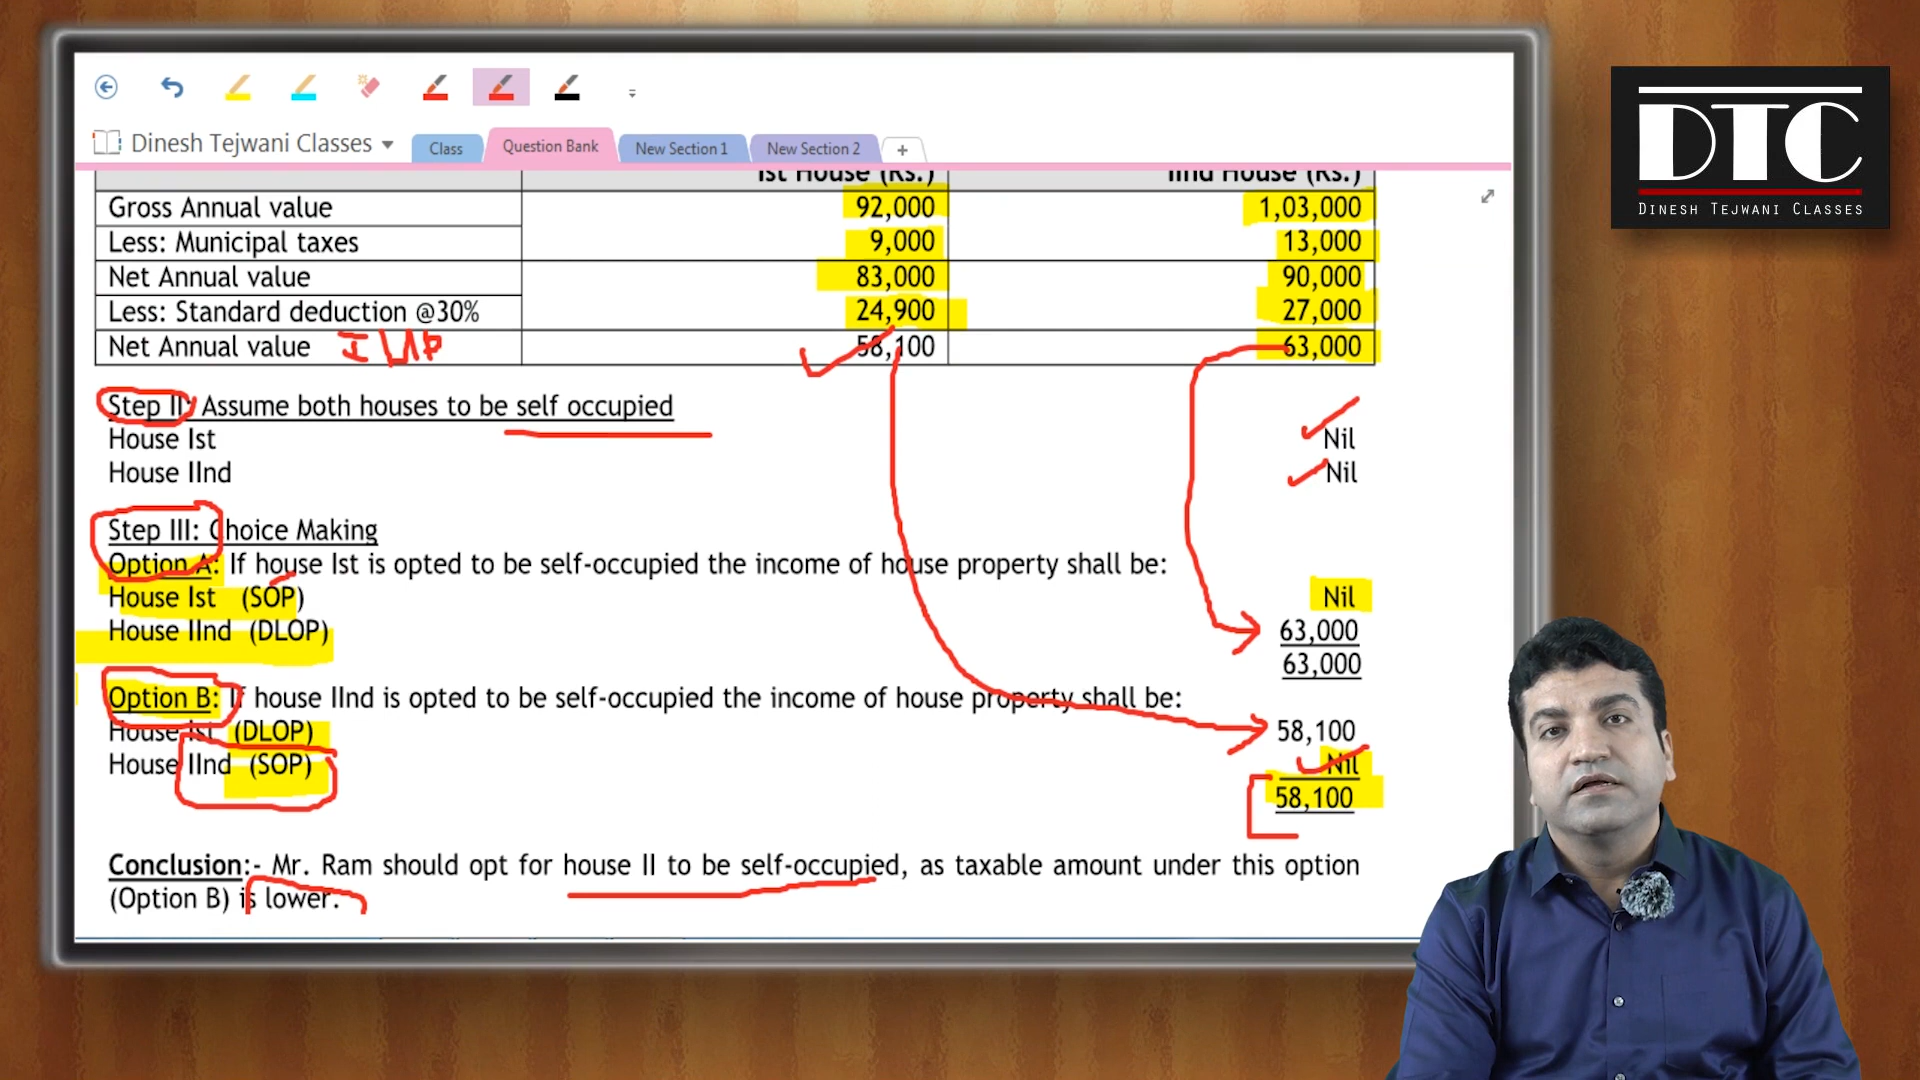 DTC
DINESH TEJWANI CLASSES
Dinesh Tejwani Classes
Class
Question Bank
New Section 1
New Section 2
Ist House (Rs.) IInd House (Rs.)
Gross Annual value 92,000 1,03,000
Less: Municipal taxes 9,000 13,000
Net Annual value 83,000 90,000
Less: Standard deduction @30% 24,900 27,000
Net Annual value 58,100 63,000
Step II: Assume both houses to be self occupied
House Ist Nil
House IInd Nil
Step III: Choice Making
Option A: If house Ist is opted to be self-occupied the income of house property shall be:
House Ist (SOP) Nil
House IInd (DLOP) 63,000
63,000
Option B: If house IInd is opted to be self-occupied the income of house property shall be:
House Ist (DLOP) 58,100
House IInd (SOP) Nil
58,100
Conclusion:- Mr. Ram should opt for house II to be self-occupied, as taxable amount under this option
(Option B) is lower.